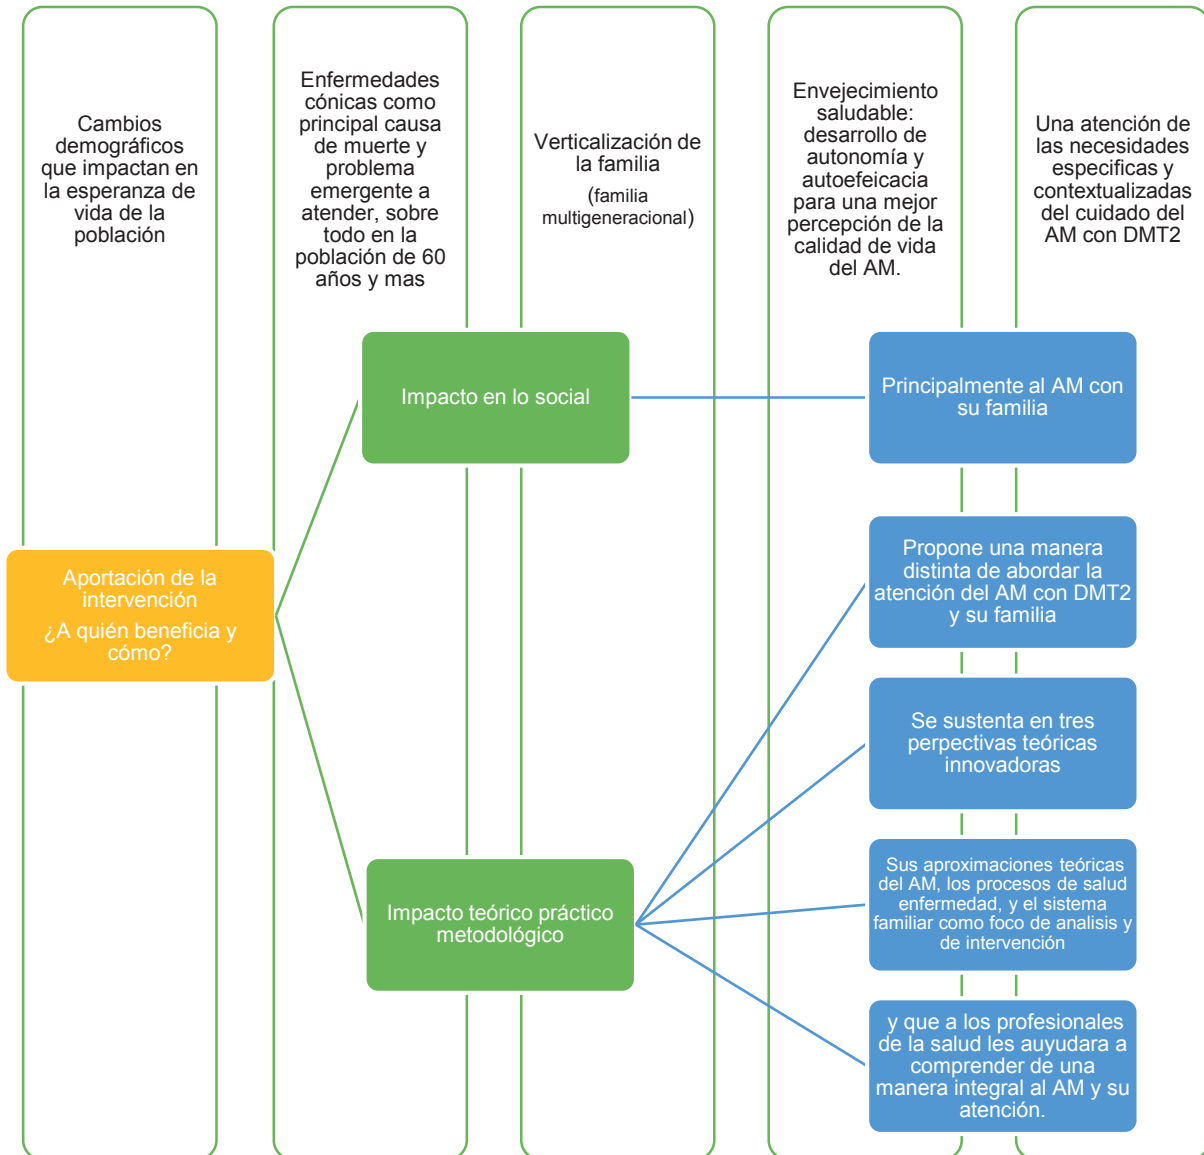 Cambios
demográficos
que impactan en
la esperanza de
vida de la
población
Enfermedades
cónicas como
principal causa
de muerte y
problema
emergente a
atender, sobre
todo en la
población de 60
años y mas
Verticalización de
la familia
(familia
multigeneracional)
Envejecimiento
saludable:
desarrollo de
autonomía y
autoefeicacia
para una mejor
percepción de la
calidad de vida
del AM.
Una atención de
las necesidades
especificas y
contextualizadas
del cuidado del
AM con DMT2
Aportación de la
intervención
¿A quién beneficia y
cómo?
Impacto en lo social
Principalmente al AM con
su familia
Impacto teórico práctico
metodológico
Propone una manera
distinta de abordar la
atención del AM con DMT2
y su familia
Se sustenta en tres
perpectivas teóricas
innovadoras
Sus aproximaciones teóricas
del AM, los procesos de salud
enfermedad, y el sistema
familiar como foco de analisis y
de intervención
y que a los profesionales
de la salud les auyudara a
comprender de una
manera integral al AM y su
atención.